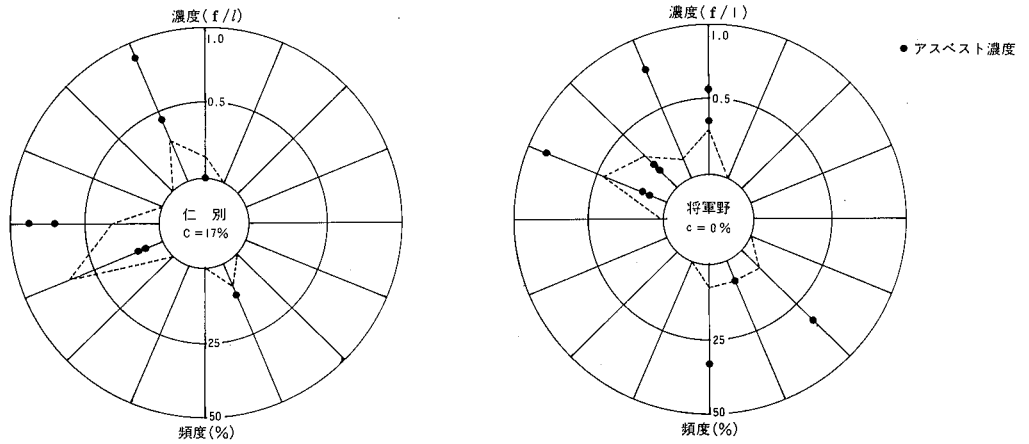 濃度(f/l)
1.0
0.5
仁 別
C=17%
25
50
頻度(%)
濃度(f/l)
1.0
0.5
将軍野
c=0%
25
50
頻度(%)
● アスベスト濃度